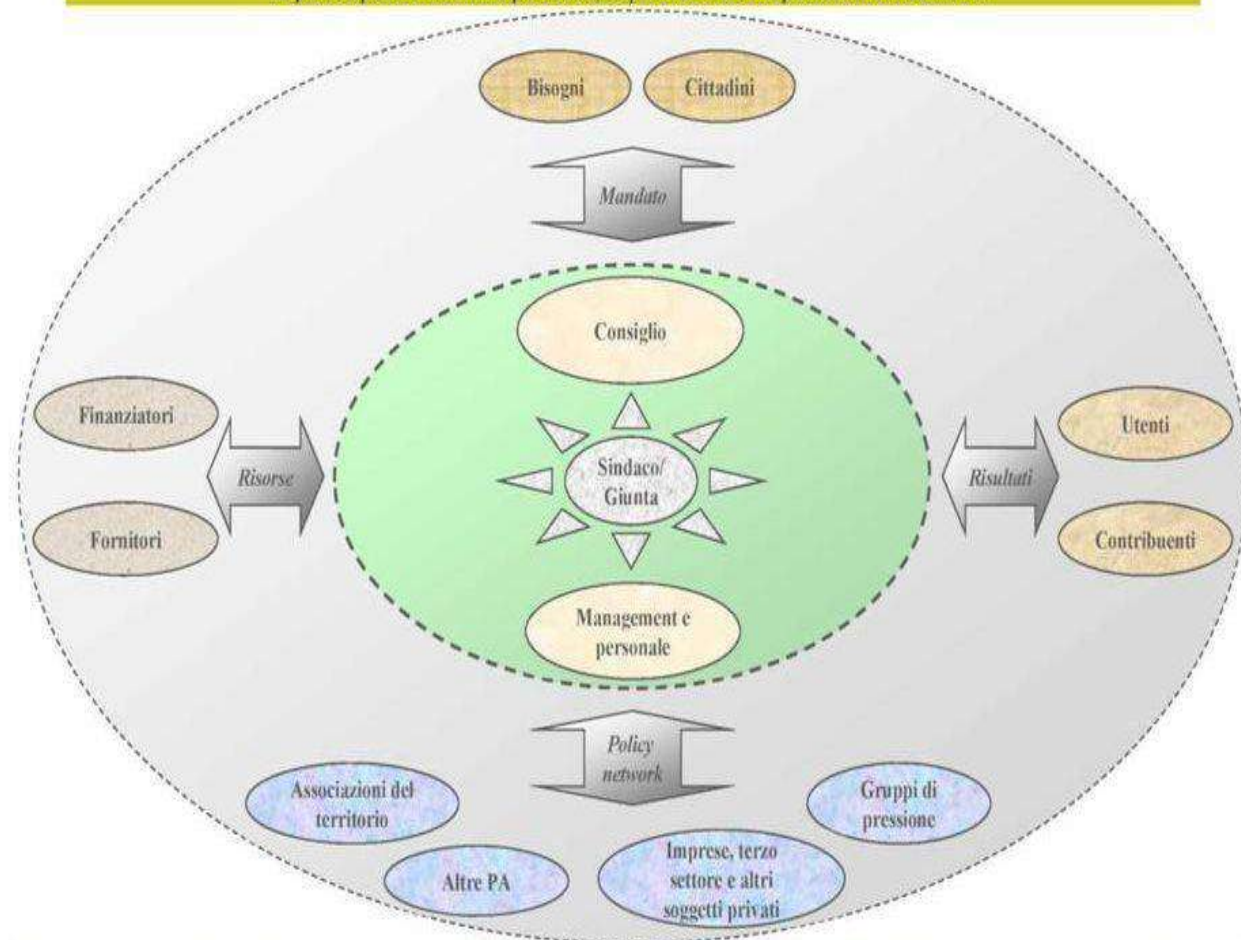 Bisogni
Cittadini
Mandato
Consiglio
Finanziatori
Risorse
Fornitori
Sindaco/
Giunta
Utenti
Risultati
Contribuenti
Management e
personale
Policy
network
Associazioni del
territorio
Gruppi di
pressione
Altre PA
Imprese, terzo
settore e altri
soggetti privati